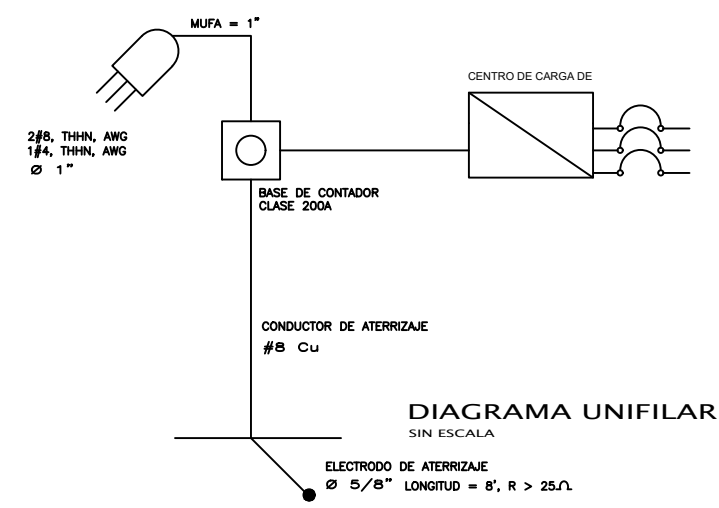 MUFA = 1"
CENTRO DE CARGA DE
2#8, THHN, AWG
1#4, THHN, AWG
Ø 1"
BASE DE CONTADOR
CLASE 200A
CONDUCTOR DE ATERRIZAJE
#8 Cu
DIAGRAMA UNIFILAR
SIN ESCALA
ELECTRODO DE ATERRIZAJE
Ø 5/8" LONGITUD = 8', R > 25.Ω